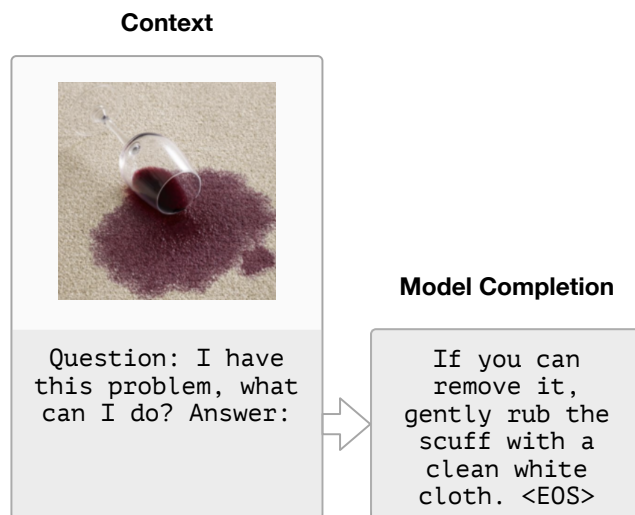 Context
Question: I have
this problem, what
can I do? Answer:
Model Completion
If you can
remove it,
gently rub the
scuff with a
clean white
cloth. <EOS>